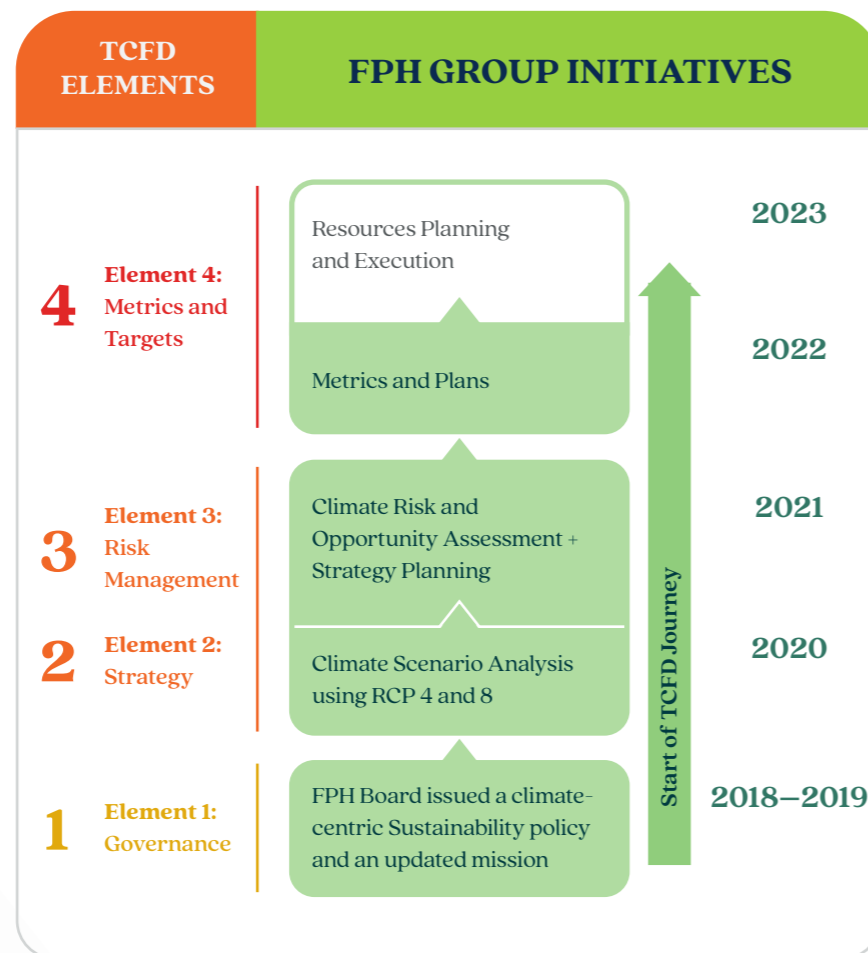 TCFD
ELEMENTS
FPH GROUP INITIATIVES
4
Element 4:
Metrics and
Targets
Resources Planning
and Execution
2023
Metrics and Plans
2022
3
Element 3:
Risk
Management
Climate Risk and
Opportunity Assessment +
Strategy Planning
2021
2
Element 2:
Strategy
Climate Scenario Analysis
using RCP 4 and 8
2020
1
Element 1:
Governance
FPH Board issued a climate-
centric Sustainability policy
and an updated mission
2018–2019
Start of TCFD Journey